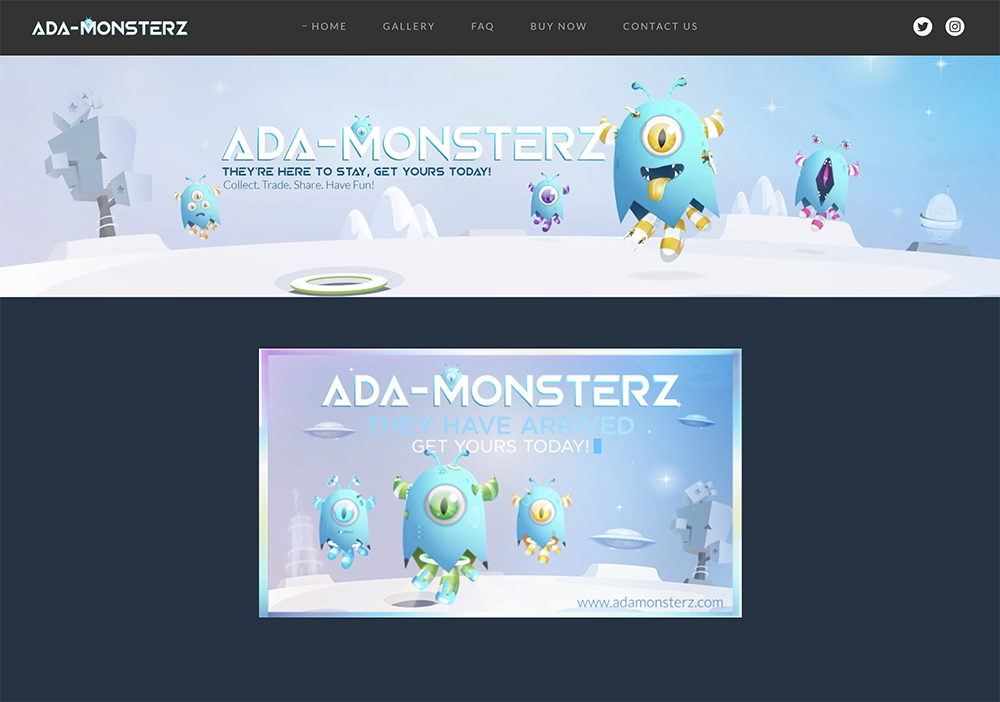 ADA-MONSTERZ
– HOME
GALLERY
FAQ
BUY NOW
CONTACT US
ADA-MONSTERZ
THEY'RE HERE TO STAY, GET YOURS TODAY!
Collect. Trade. Share. Have Fun!
ADA-MONSTERZ
THEY HAVE ARRIVED
GET YOURS TODAY!
www.adamonsterz.com